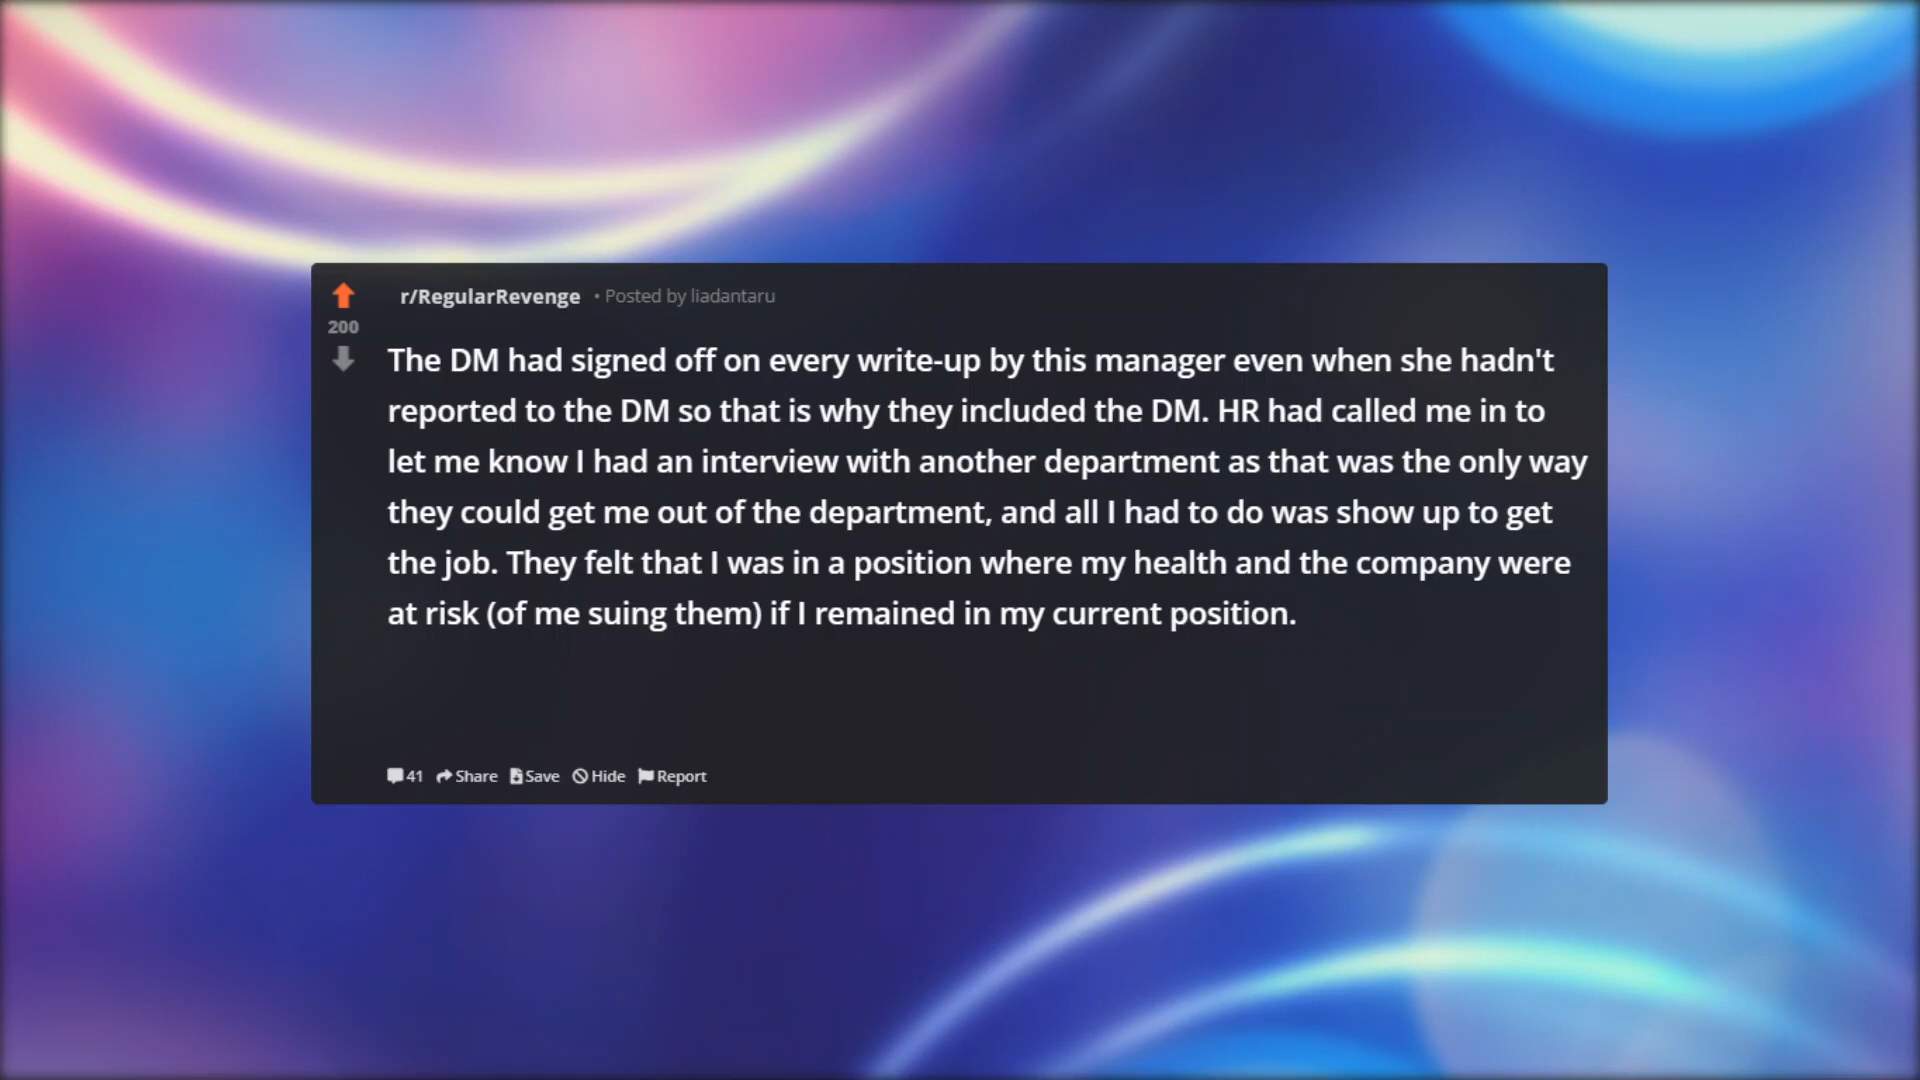 r/RegularRevenge • Posted by liadantaru
200
The DM had signed off on every write-up by this manager even when she hadn't
reported to the DM so that is why they included the DM. HR had called me in to
let me know I had an interview with another department as that was the only way
they could get me out of the department, and all I had to do was show up to get
the job. They felt that I was in a position where my health and the company were
at risk (of me suing them) if I remained in my current position.
41 Share Save Hide Report